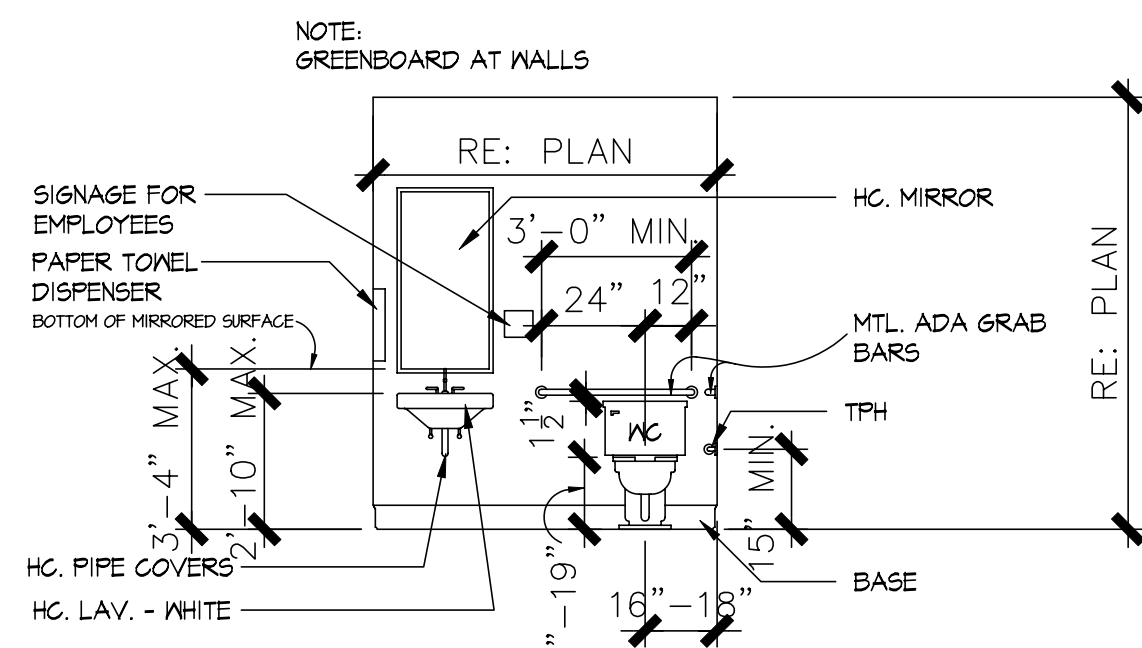 NOTE:
GREENBOARD AT WALLS
RE: PLAN
SIGNAGE FOR
EMPLOYEES
PAPER TOWEL
DISPENSER
BOTTOM OF MIRRORED SURFACE
HC. MIRROR
3'-0" MIN.
24"
12"
MTL. ADA GRAB
BARS
TPH
RE: PLAN
3'-4" MAX.
2'-10" MAX.
1 1/2"
WC
15" MIN.
"-19"
16"-18"
HC. PIPE COVERS
HC. LAV. - WHITE
BASE